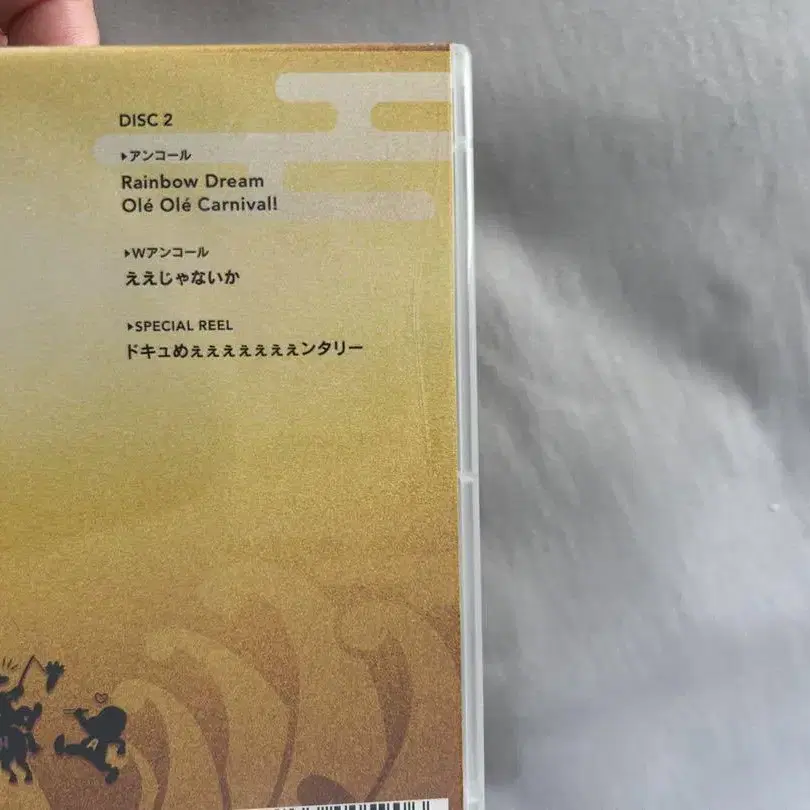 DISC 2
▶アンコール
Rainbow Dream
Olé Olé Carnival!
▶Wアンコール
ええじゃないか
▶SPECIAL REEL
ドキュめぇぇぇぇぇぇぇンタリー